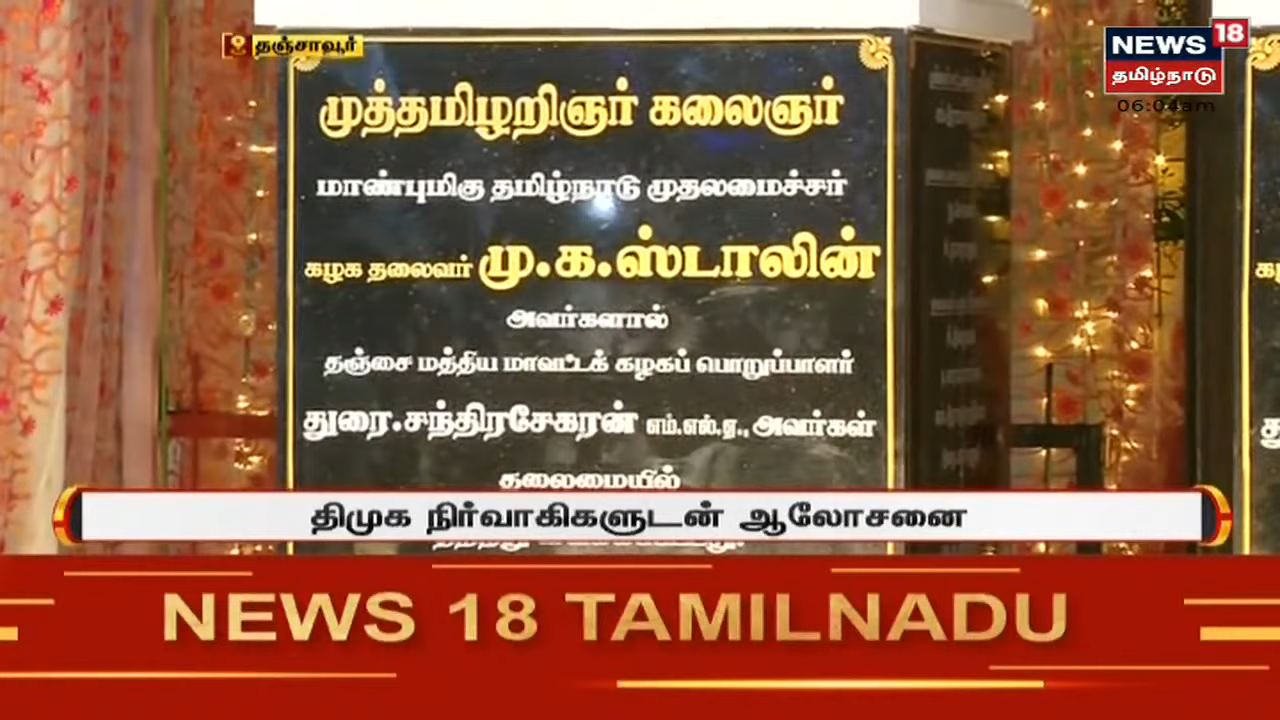 தஞ்சாவூர்
NEWS 18
தமிழ்நாடு
06:04am
முத்தமிழறிஞர் கலைஞர்
மாண்புமிகு தமிழ்நாடு முதலமைச்சர்
கழக தலைவர் மு.க.ஸ்டாலின்
அவர்களால்
தஞ்சை மத்திய மாவட்டக் கழகப் பொறுப்பாளர்
துரை.சந்திரசேகரன் எம்.எல்.ஏ., அவர்கள்
தலைமையில்
திமுக நிர்வாகிகளுடன் ஆலோசனை
NEWS 18 TAMILNADU